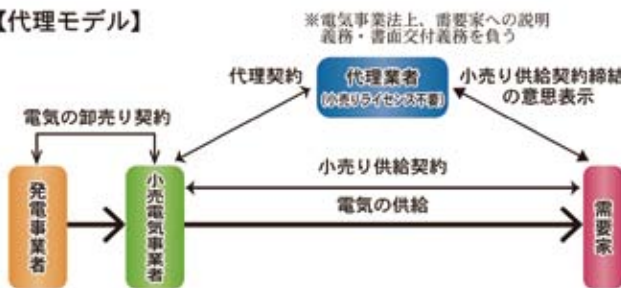 【代理モデル】
※電気事業法上、需要家への説明
義務・書面交付義務を負う
代理契約
代理業者
(小売りライセンス不要)
小売り供給契約締結
の意思表示
電気の卸売り契約
小売り供給契約
電気の供給
発電事業者
小売電気事業者
需要家